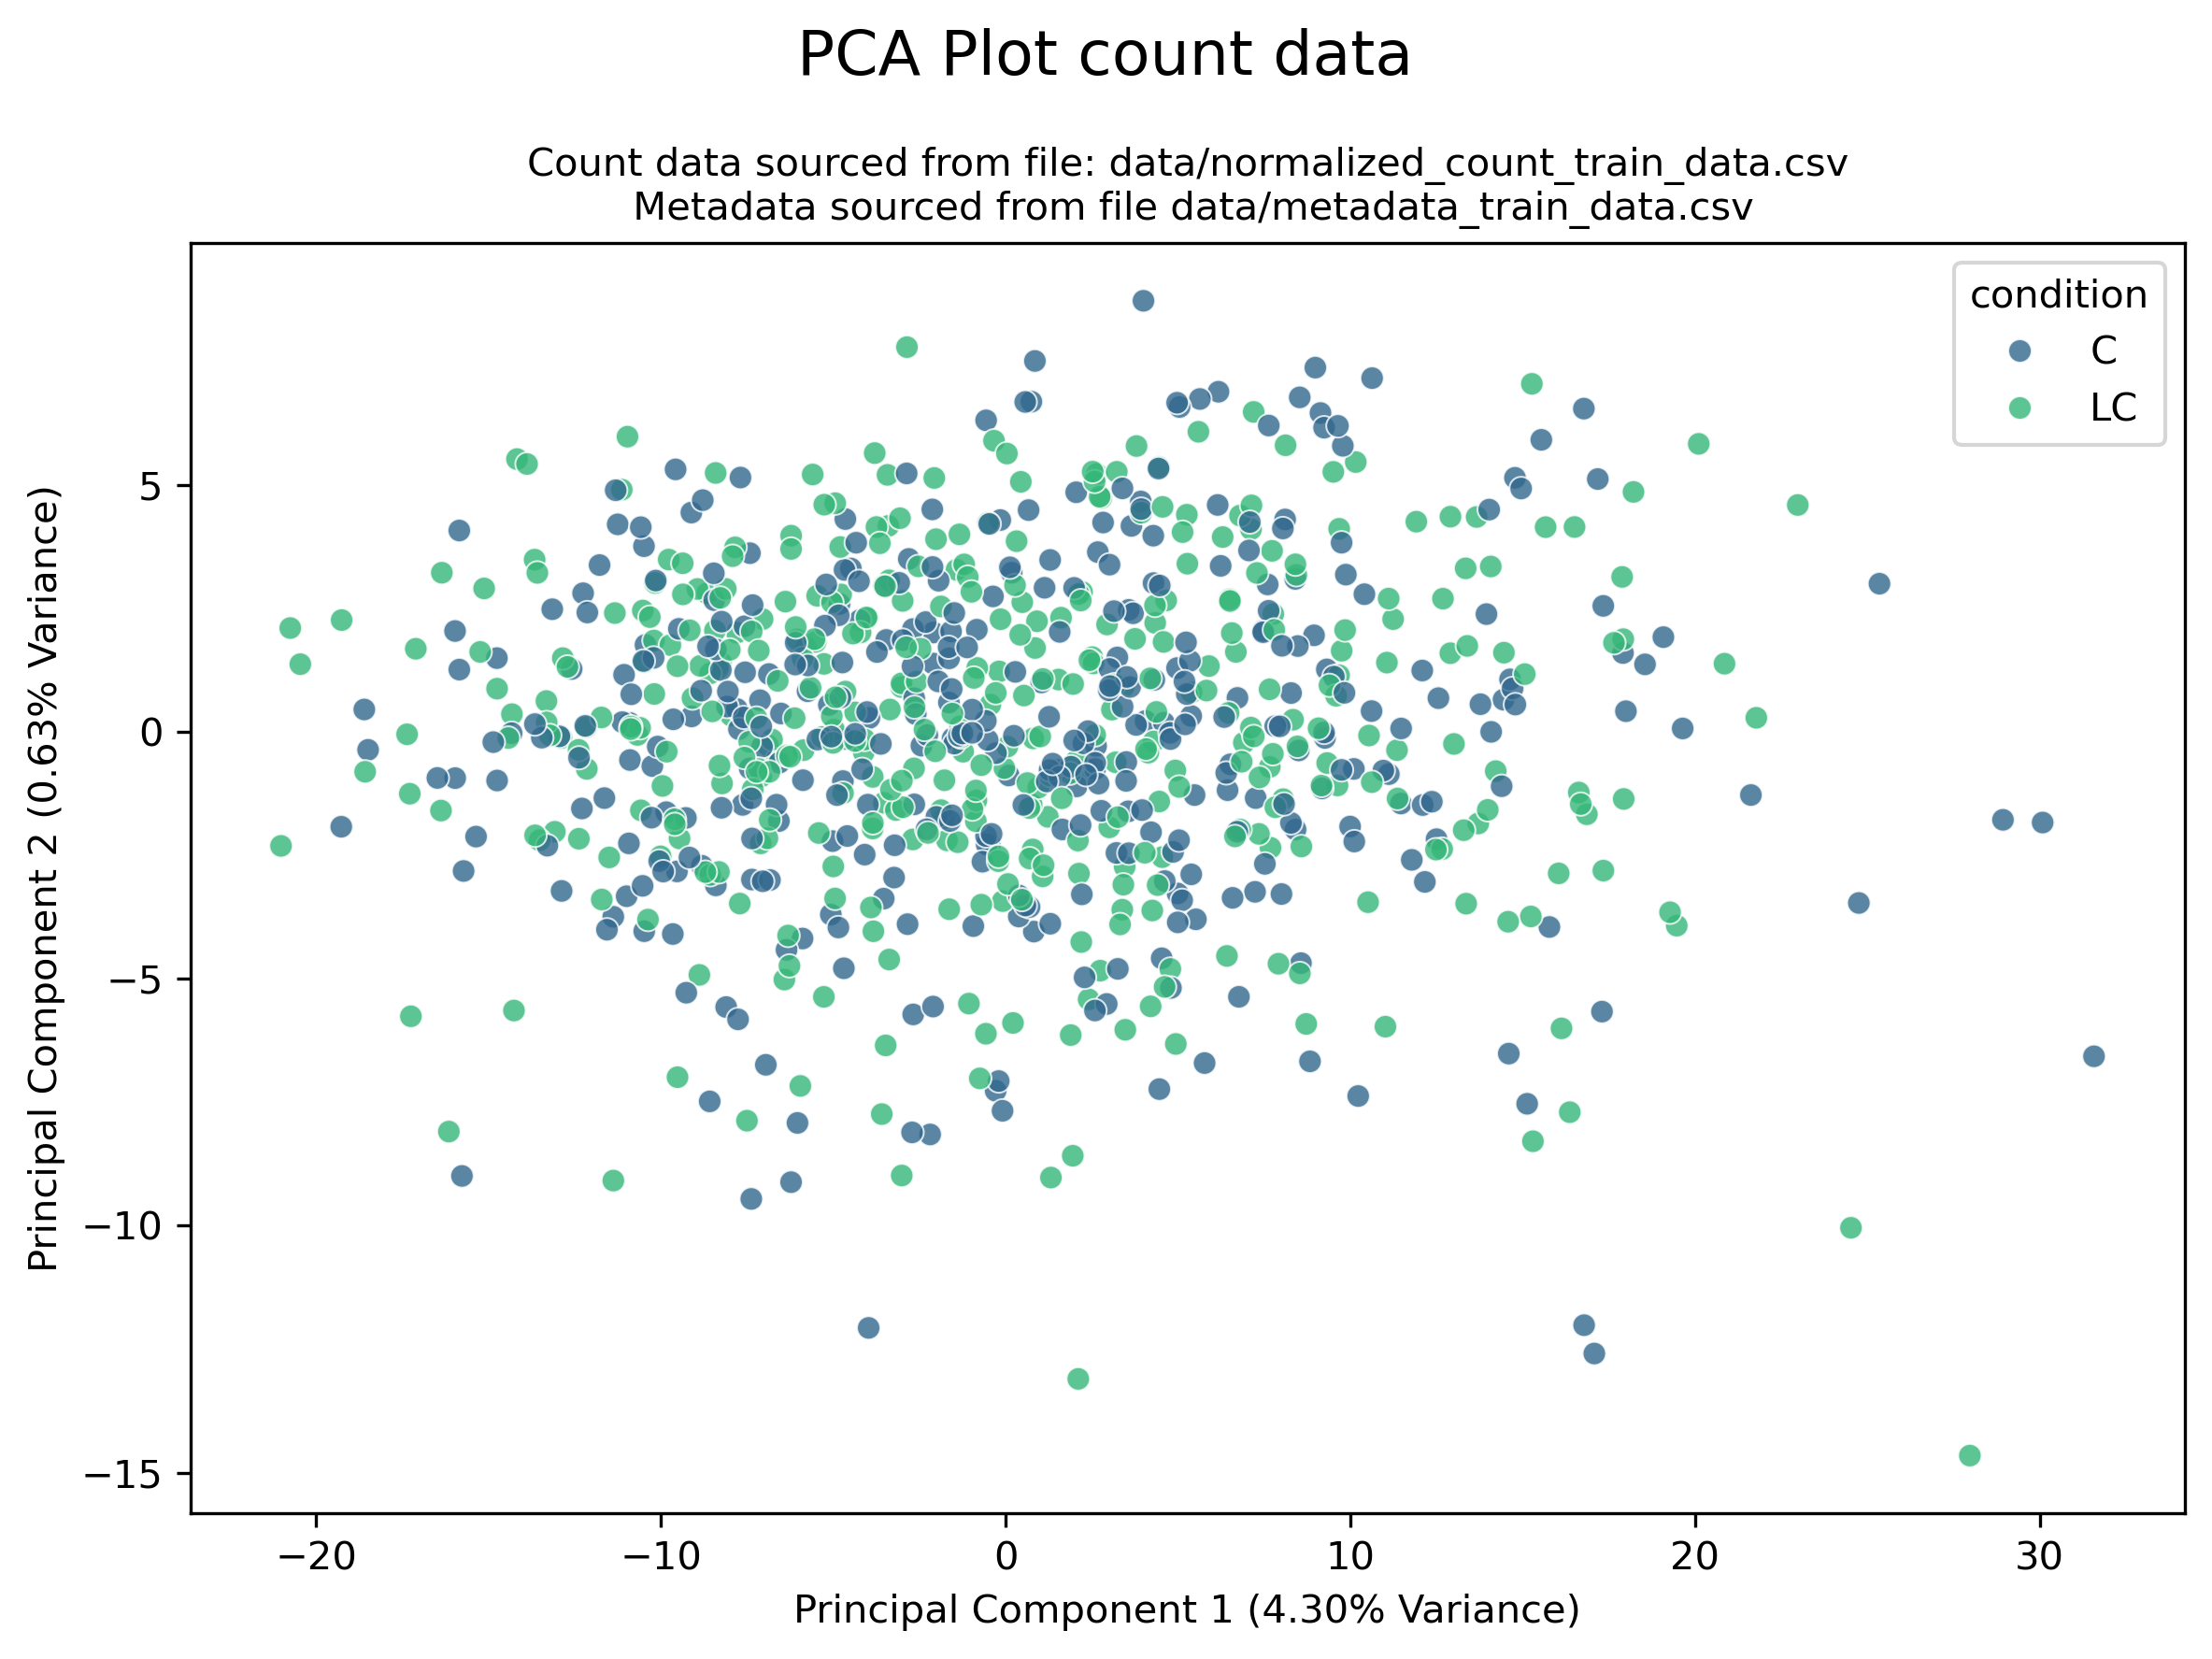 PCA Plot count data
Count data sourced from file: data/normalized_count_train_data.csv
Metadata sourced from file data/metadata_train_data.csv
condition
C
LC
5
0
−5
−10
−15
Principal Component 2 (0.63% Variance)
−20
−10
0
10
20
30
Principal Component 1 (4.30% Variance)